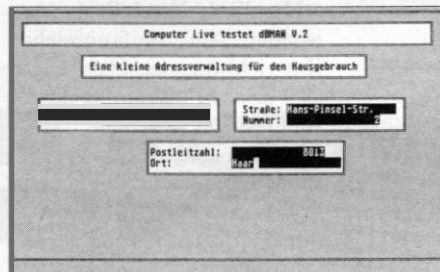 Computer Live testet dBMAN V.2
Eine kleine Adressverwaltung für den Hausgebrauch
Straße: Hans-Pinsel-Str.
Nummer: 2
Postleitzahl: 8013
Ort: Haar